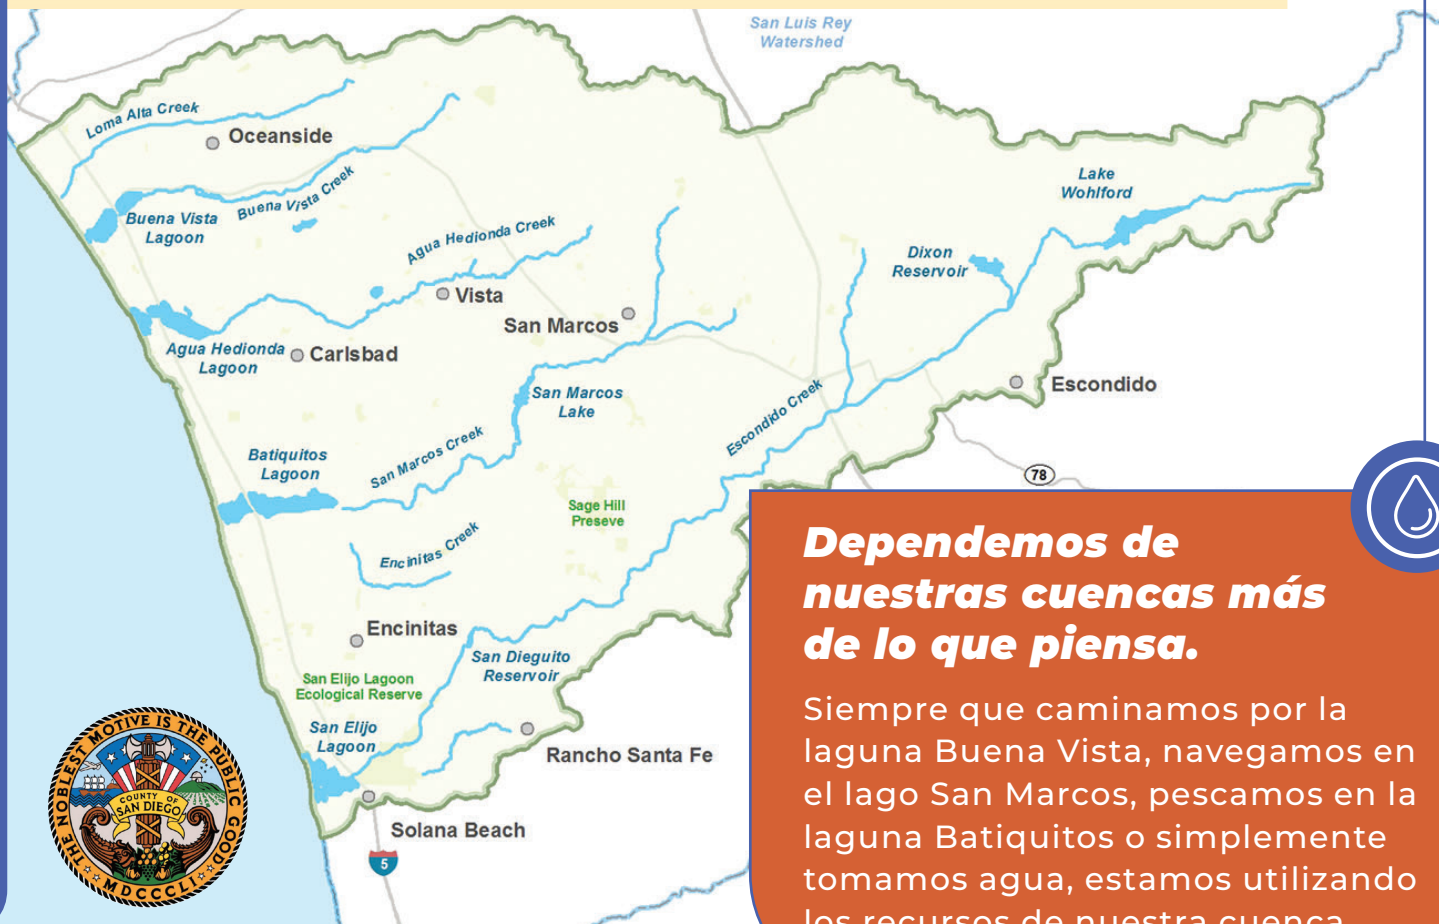 San Luis Rey
Watershed
Loma Alta Creek
Oceanside
Lake
Wohlford
Buena Vista Creek
Buena Vista
Lagoon
Agua Hedionda Creek
Dixon
Reservoir
Vista
San Marcos
Agua Hedionda
Lagoon
Carlsbad
Escondido
San Marcos
Lake
Escondido Creek
Batiquitos
Lagoon
San Marcos Creek
78
Sage Hill
Preseve
Encinitas Creek
Encinitas
San Dieguito
Reservoir
San Elijo Lagoon
Ecological Reserve
San Elijo
Lagoon
Rancho Santa Fe
Solana Beach
5
THE NOBLEST MOTIVE IS THE PUBLIC GOOD
COUNTY OF
SAN DIEGO
MDCCCLI
Dependemos de
nuestras cuencas más
de lo que piensa.
Siempre que caminamos por la
laguna Buena Vista, navegamos en
el lago San Marcos, pescamos en la
laguna Batiquitos o simplemente
tomamos agua, estamos utilizando
los recursos de nuestra cuenca